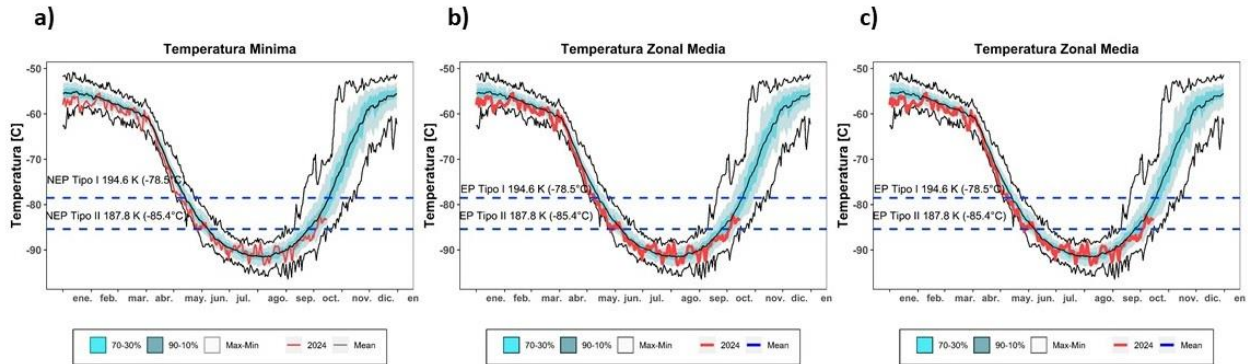 a)
Temperatura Minima
Temperatura [C]
-50
-60
-70
-80
-90
NEP Tipo I 194.6 K (-78.5°C)
NEP Tipo II 187.8 K (-85.4°C)
ene. feb. mar. abr. may. jun. jul. ago. sep. oct. nov. dic. en
70-30% 90-10% Max-Min 2024 Mean
b)
Temperatura Zonal Media
Temperatura [C]
-50
-60
-70
-80
-90
EP Tipo I 194.6 K (-78.5°C)
EP Tipo II 187.8 K (-85.4°C)
ene. feb. mar. abr. may. jun. jul. ago. sep. oct. nov. dic. en
70-30% 90-10% Max-Min 2024 Mean
c)
Temperatura Zonal Media
Temperatura [C]
-50
-60
-70
-80
-90
EP Tipo I 194.6 K (-78.5°C)
EP Tipo II 187.8 K (-85.4°C)
ene. feb. mar. abr. may. jun. jul. ago. sep. oct. nov. dic. en
70-30% 90-10% Max-Min 2024 Mean